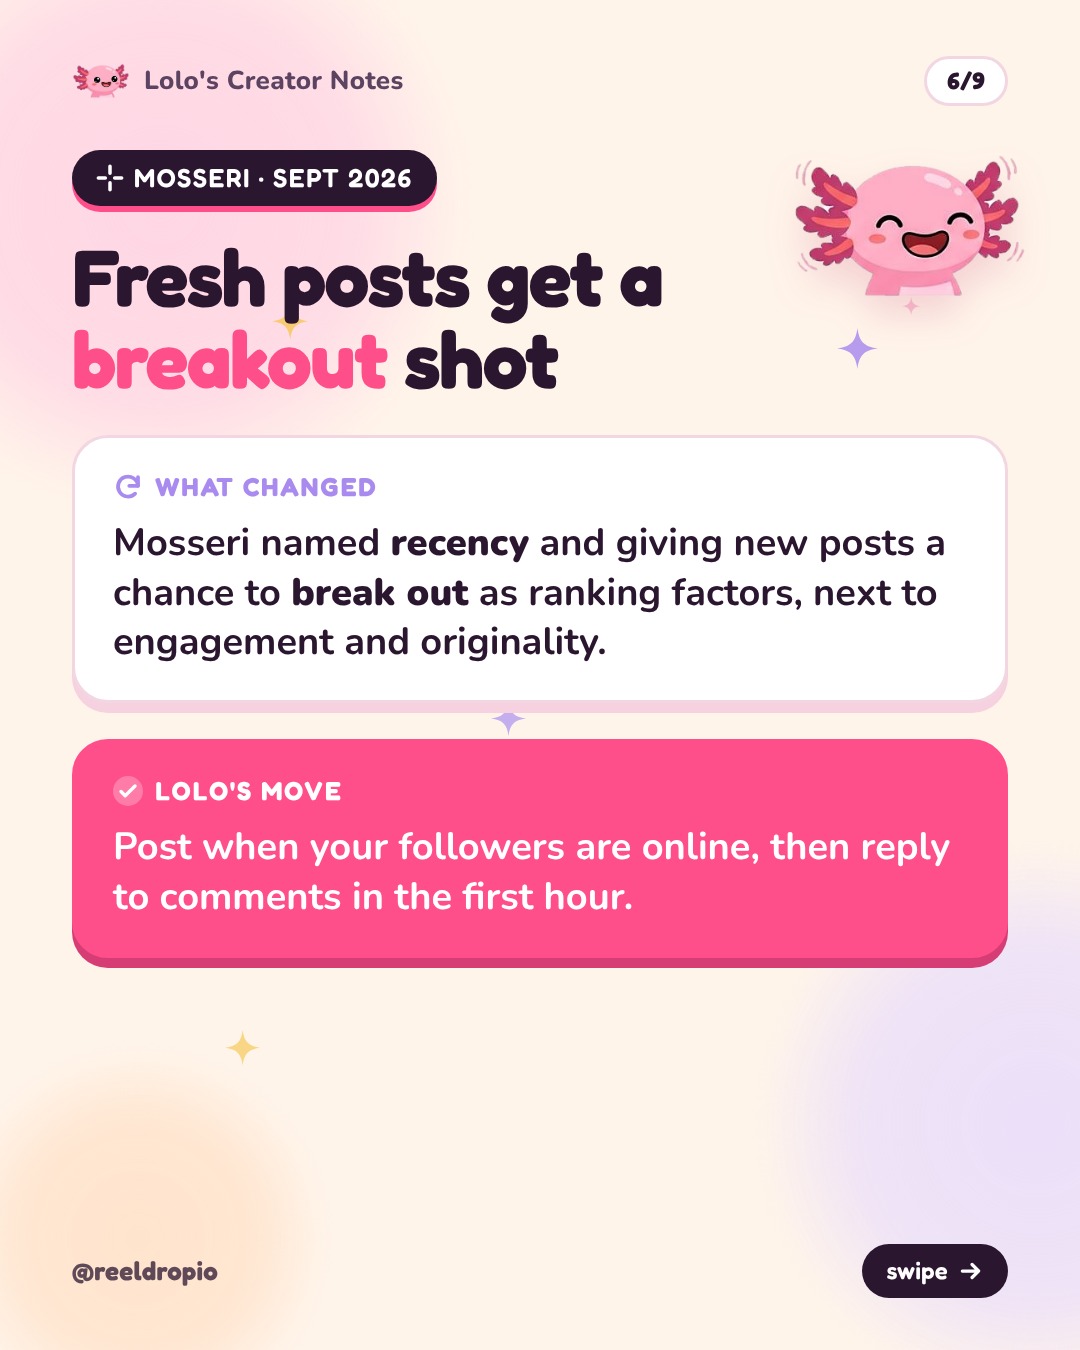 Lolo's Creator Notes
6/9
MOSSERI · SEPT 2026
Fresh posts get a
breakout shot
WHAT CHANGED
Mosseri named recency and giving new posts a
chance to break out as ranking factors, next to
engagement and originality.
LOLO'S MOVE
Post when your followers are online, then reply
to comments in the first hour.
@reeldropio
swipe →